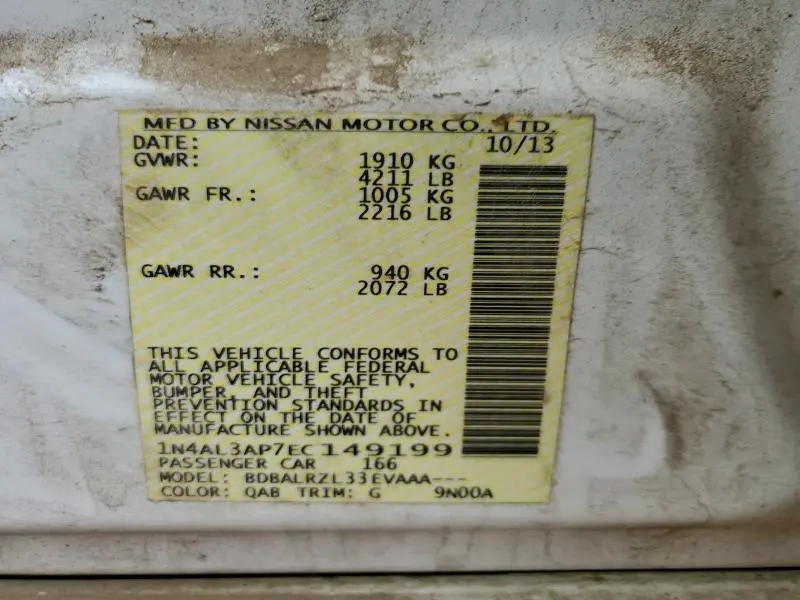 MFD BY NISSAN MOTOR CO., LTD.
DATE: 10/13
GVWR: 1910 KG
4211 LB
GAWR FR.: 1005 KG
2216 LB
GAWR RR.: 940 KG
2072 LB
THIS VEHICLE CONFORMS TO
ALL APPLICABLE FEDERAL
MOTOR VEHICLE SAFETY,
BUMPER, AND THEFT
PREVENTION STANDARDS IN
EFFECT ON THE DATE OF
MANUFACTURE SHOWN ABOVE.
1N4AL3AP7EC149199
PASSENGER CAR 166
MODEL: BDBALRZL33EVAAA---
COLOR: QAB TRIM: G 9N00A